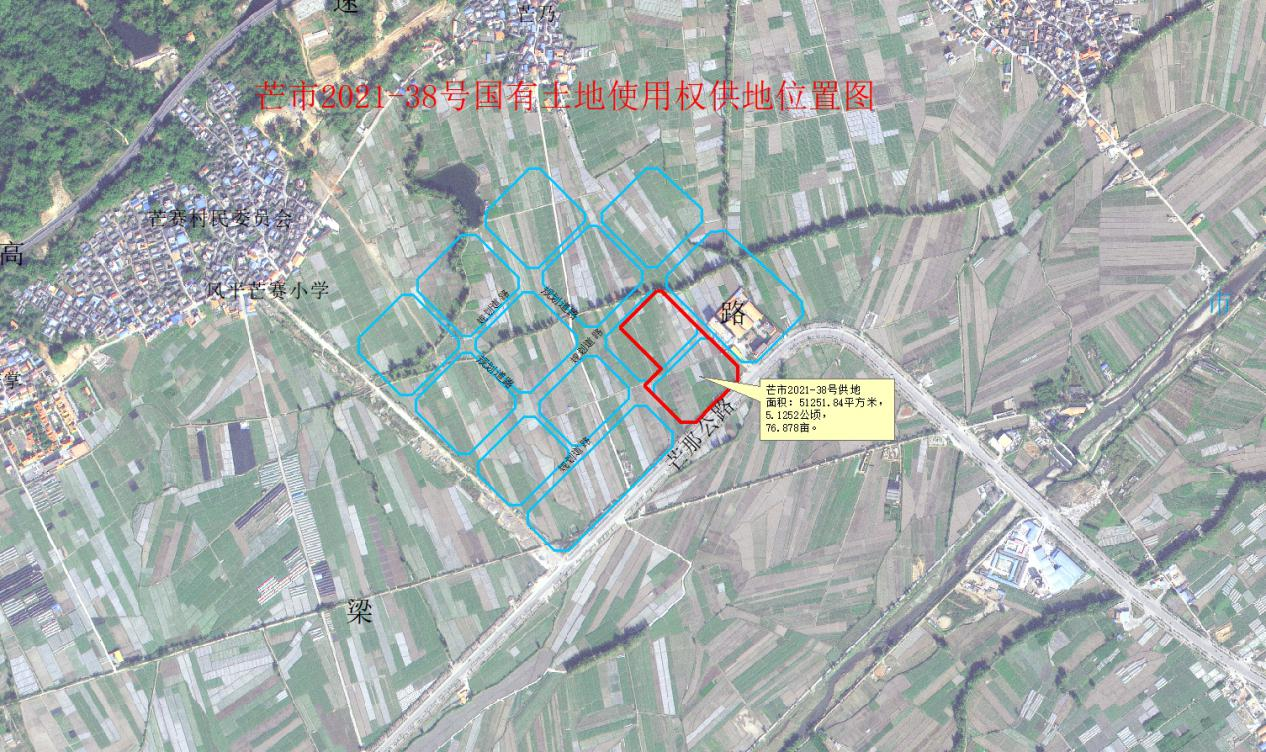 速
芒乃
芒市2021-38号国有土地使用权供地位置图
芒赛村民委员会
高
风平芒赛小学
规划道路
规划道路
市
路
规划道路
规划道路
掌
芒市2021-38号供地
面积: 51251.84平方米,
5.1252公顷,
76.878亩。
芒那公路
规划道路
梁